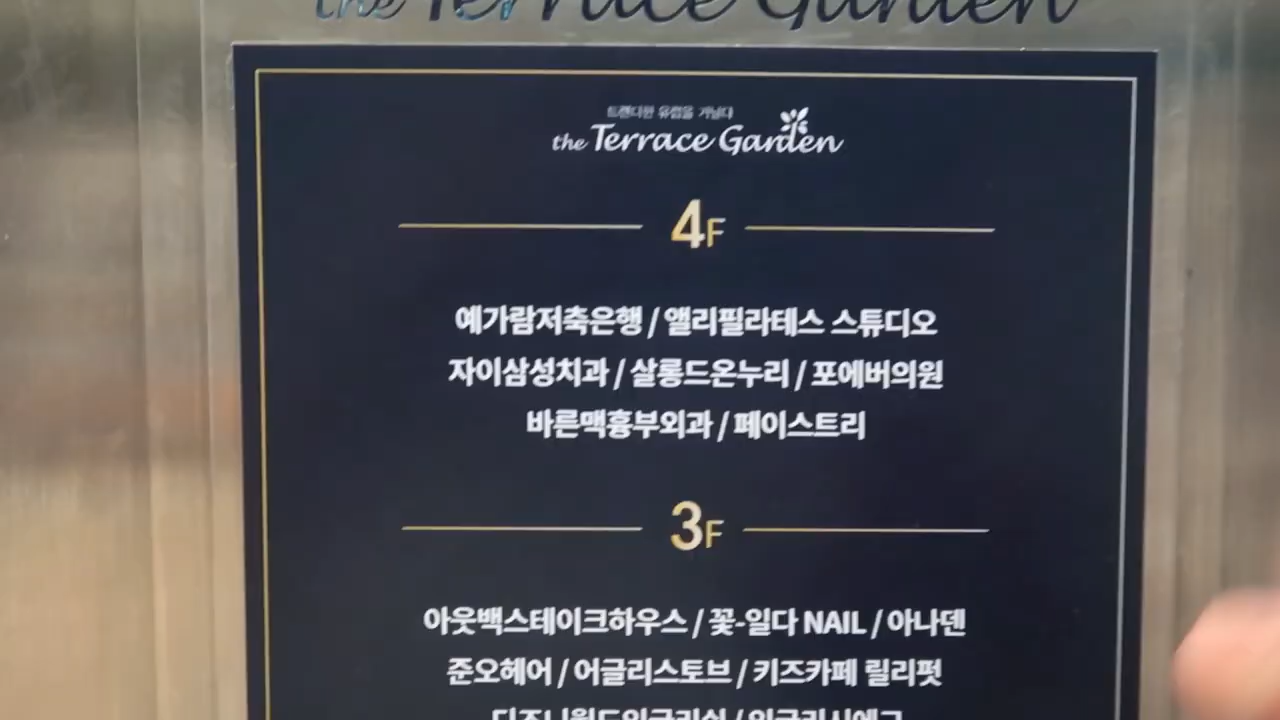 the Terrace Garden
트렌디한 유럽을 거닐다
the Terrace Garden
4F
예가람저축은행 / 앨리필라테스 스튜디오
자이삼성치과 / 살롱드온누리 / 포에버의원
바른맥흉부외과 / 페이스트리
3F
아웃백스테이크하우스 / 꽃-일다 NAIL / 아나덴
준오헤어 / 어글리스토브 / 키즈카페 릴리펏